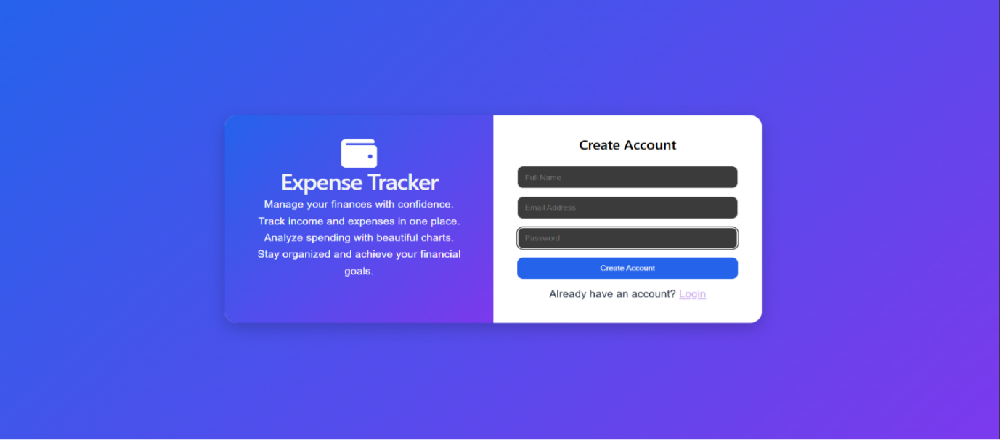 Expense Tracker
Manage your finances with confidence.
Track income and expenses in one place.
Analyze spending with beautiful charts.
Stay organized and achieve your financial
goals.
Create Account
Full Name
Email Address
Password
Create Account
Already have an account? Login